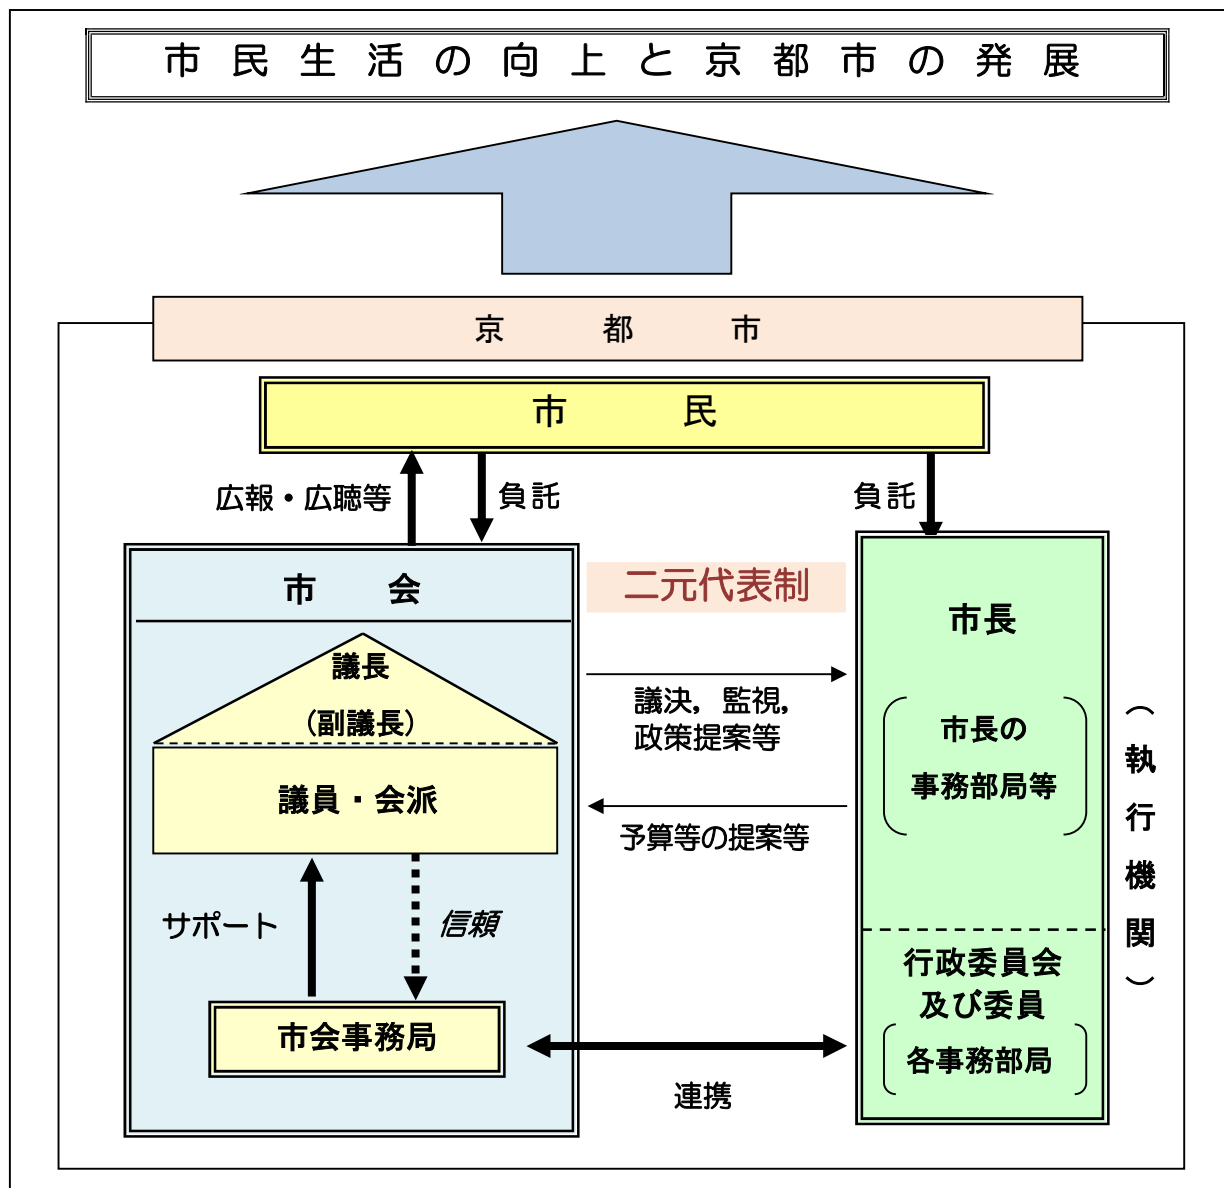 市民生活の向上と京都市の発展
京都市
市民
広報・広聴等
負託
負託
市会
二元代表制
市長
議長
(副議長)
議決，監視，
政策提案等
市長の
事務部局等
(執行機関)
議員・会派
予算等の提案等
サポート
信頼
行政委員会
及び委員
各事務部局
市会事務局
連携